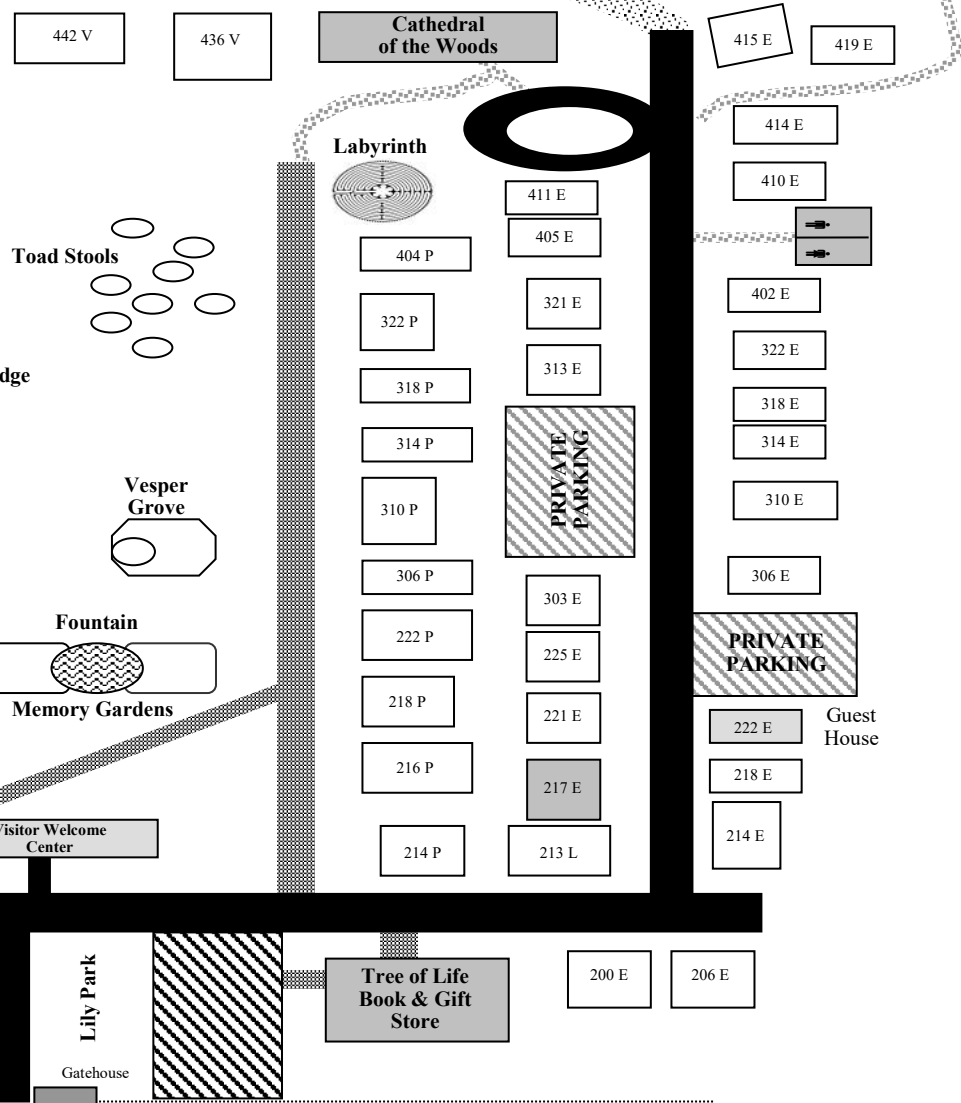 442 V
436 V
Cathedral
of the Woods
415 E
419 E
414 E
Labyrinth
410 E
411 E
405 E
404 P
Toad Stools
402 E
321 E
322 P
322 E
313 E
dge
318 P
318 E
314 P
314 E
PRIVATE
PARKING
Vesper
Grove
310 P
310 E
306 P
306 E
303 E
Fountain
222 P
225 E
PRIVATE
PARKING
Memory Gardens
218 P
221 E
222 E
Guest
House
216 P
217 E
218 E
Visitor Welcome
Center
214 P
213 L
214 E
Lily Park
Tree of Life
Book & Gift
Store
200 E
206 E
Gatehouse